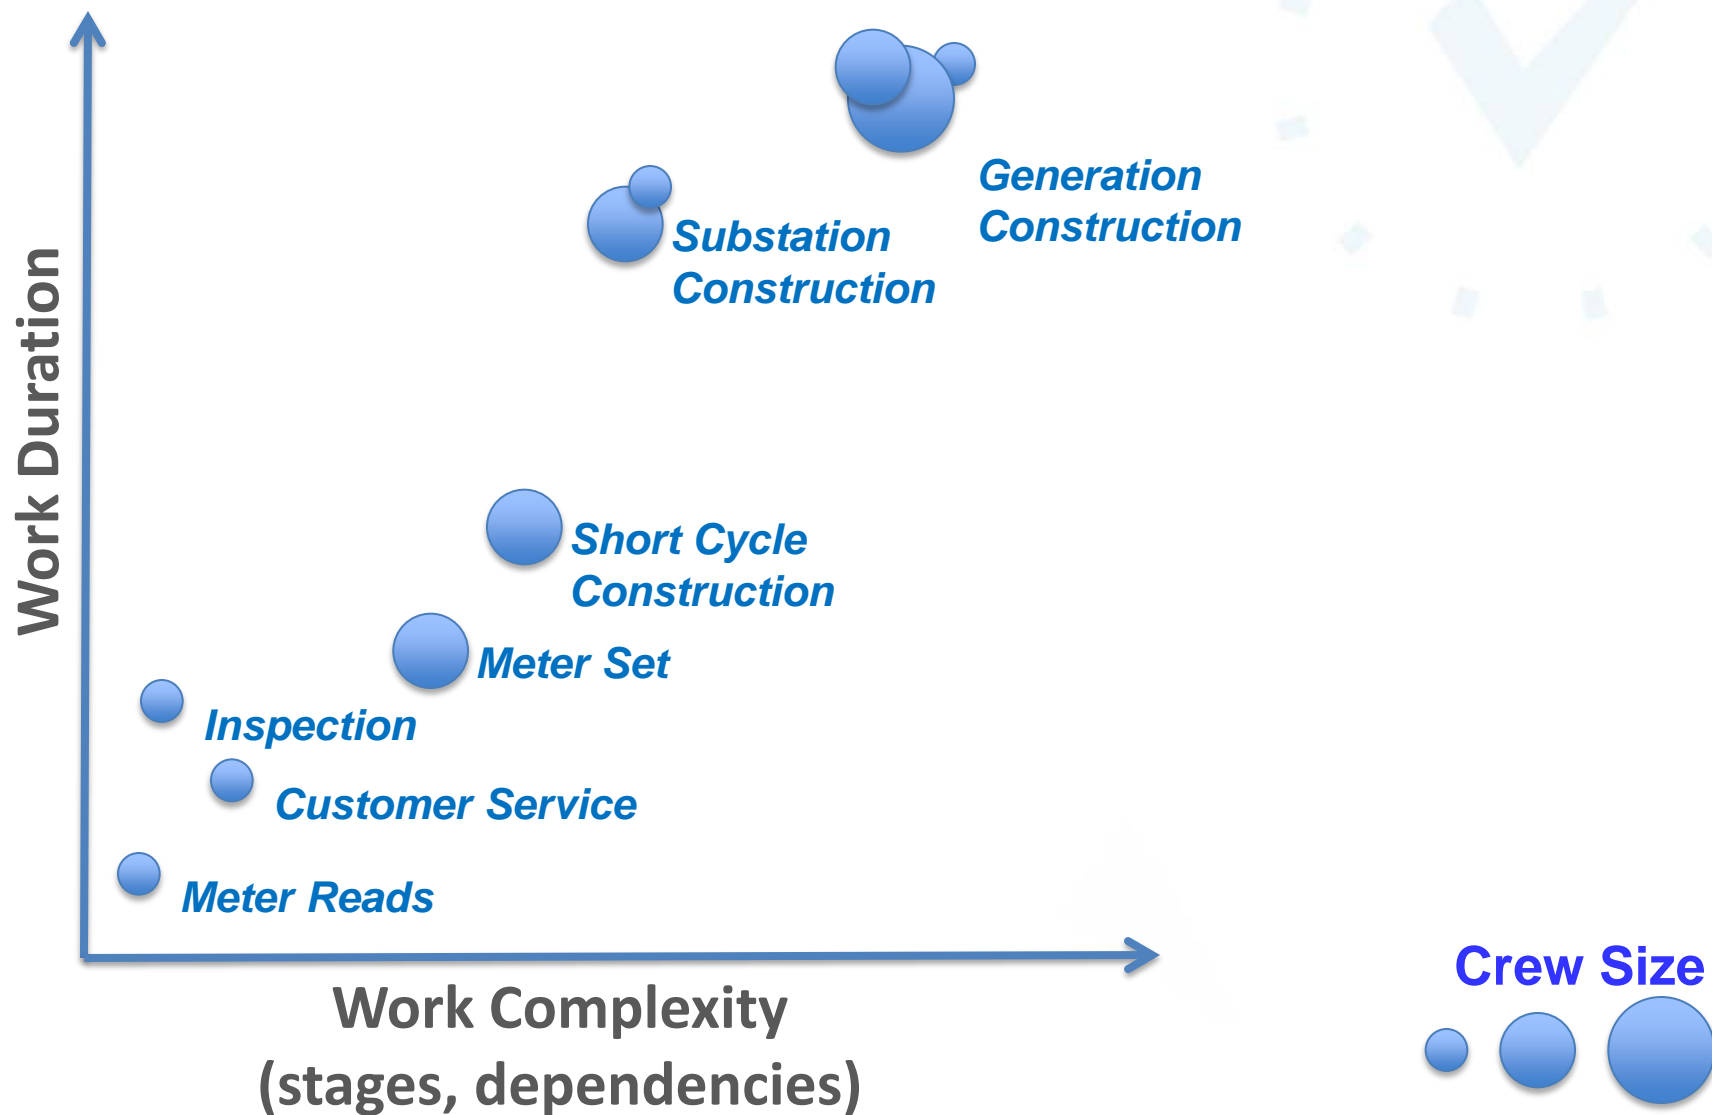 Work Duration
Generation
Construction
Substation
Construction
Short Cycle
Construction
Meter Set
Inspection
Customer Service
Meter Reads
Work Complexity
(stages, dependencies)
Crew Size